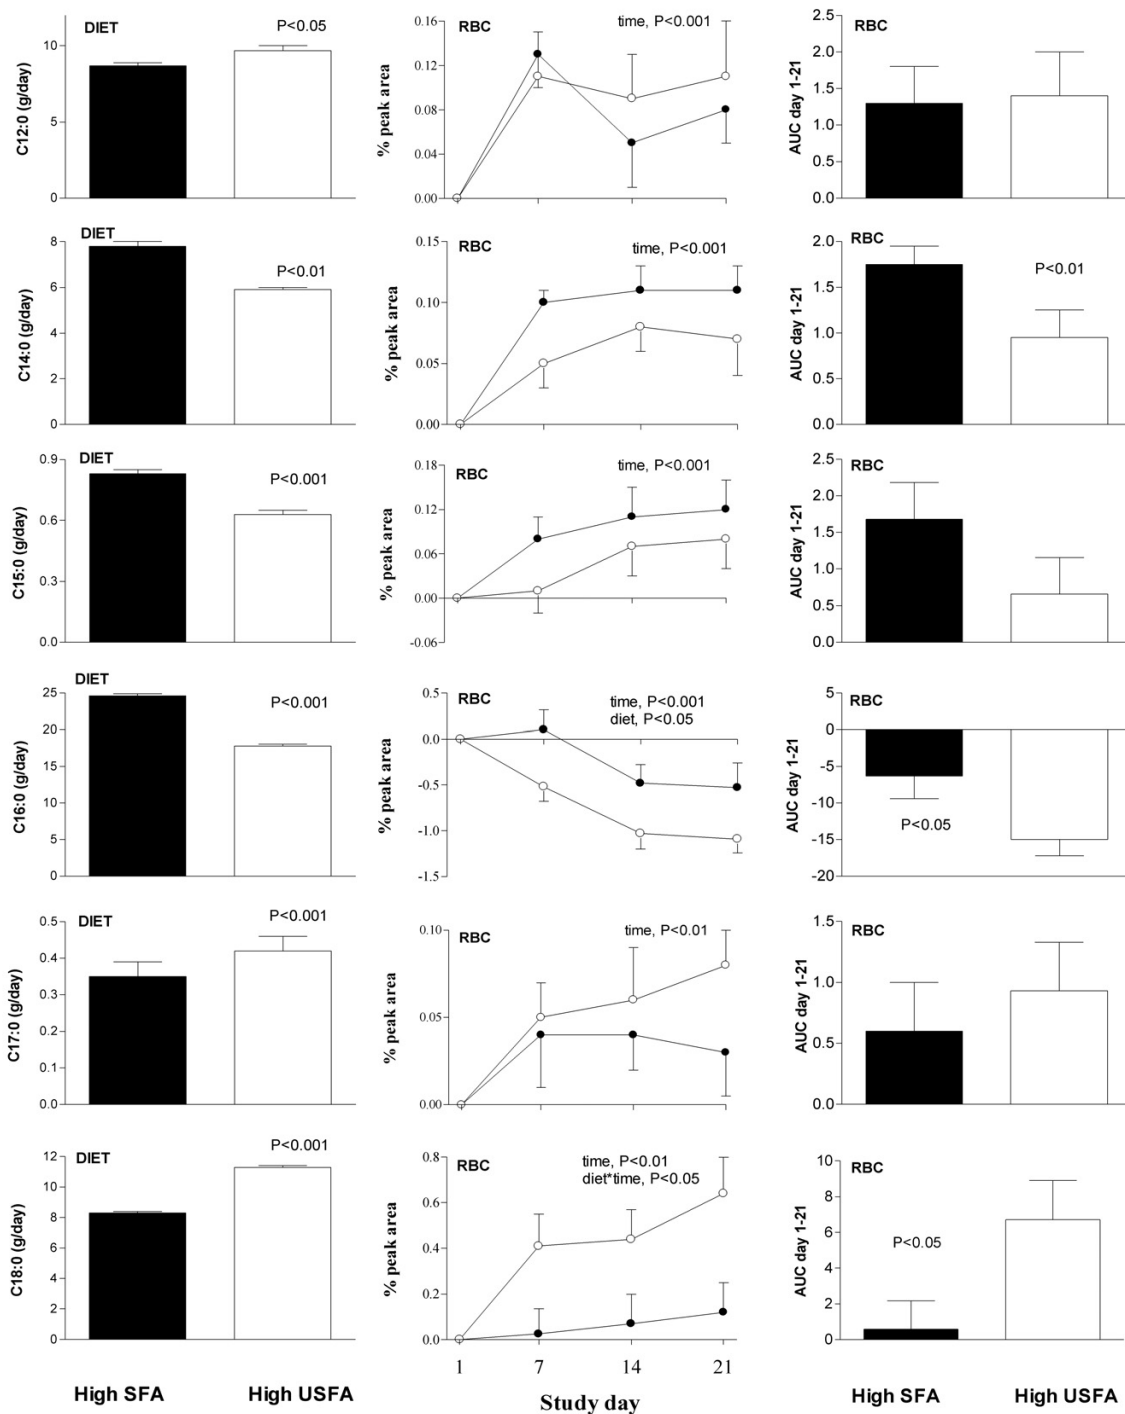 DIET
P<0.05
C12:0 (g/day)
10
5
0
RBC
time, P<0.001
% peak area
0.16
0.12
0.08
0.04
0.00
AUC day 1-21
2.5
2.0
1.5
1.0
0.5
0.0
RBC
DIET
P<0.01
C14:0 (g/day)
8
6
4
2
0
RBC
time, P<0.001
% peak area
0.15
0.10
0.05
0.00
RBC
P<0.01
AUC day 1-21
2.0
1.5
1.0
0.5
0.0
DIET
P<0.001
C15:0 (g/day)
0.9
0.6
0.3
0.0
RBC
time, P<0.001
% peak area
0.18
0.12
0.06
0.00
-0.06
RBC
AUC day 1-21
2.5
2.0
1.5
1.0
0.5
0.0
DIET
P<0.001
C16:0 (g/day)
25
20
15
10
5
0
RBC
time, P<0.001
diet, P<0.05
% peak area
0.5
0.0
-0.5
-1.0
-1.5
RBC
P<0.05
AUC day 1-21
5
0
-5
-10
-15
-20
DIET
P<0.001
C17:0 (g/day)
0.5
0.4
0.3
0.2
0.1
0.0
RBC
time, P<0.01
% peak area
0.10
0.05
0.00
RBC
AUC day 1-21
1.5
1.0
0.5
0.0
DIET
P<0.001
C18:0 (g/day)
12
10
8
6
4
2
0
RBC
time, P<0.01
diet*time, P<0.05
% peak area
0.8
0.6
0.4
0.2
0.0
1 7 14 21
RBC
P<0.05
AUC day 1-21
10
8
6
4
2
0
High SFA High USFA
Study day
High SFA High USFA